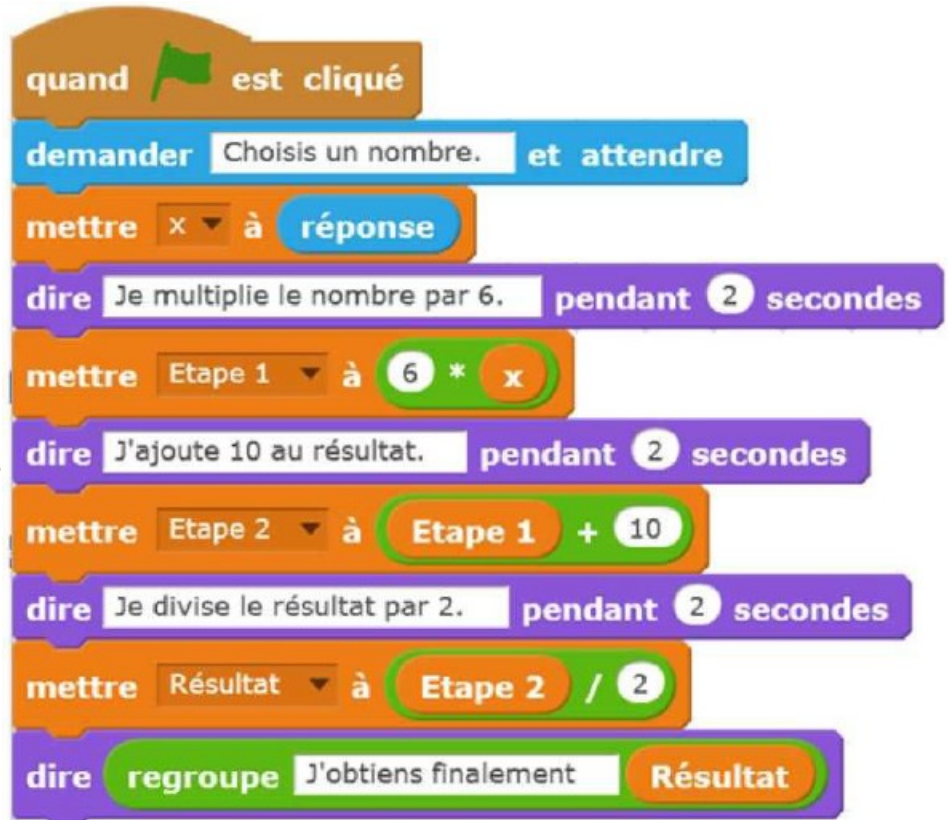 quand est cliqué
demander Choisis un nombre. et attendre
mettre x à réponse
dire Je multiplie le nombre par 6. pendant 2 secondes
mettre Etape 1 à 6 * x
dire J'ajoute 10 au résultat. pendant 2 secondes
mettre Etape 2 à Etape 1 + 10
dire Je divise le résultat par 2. pendant 2 secondes
mettre Résultat à Etape 2 / 2
dire regroupe J'obtiens finalement Résultat